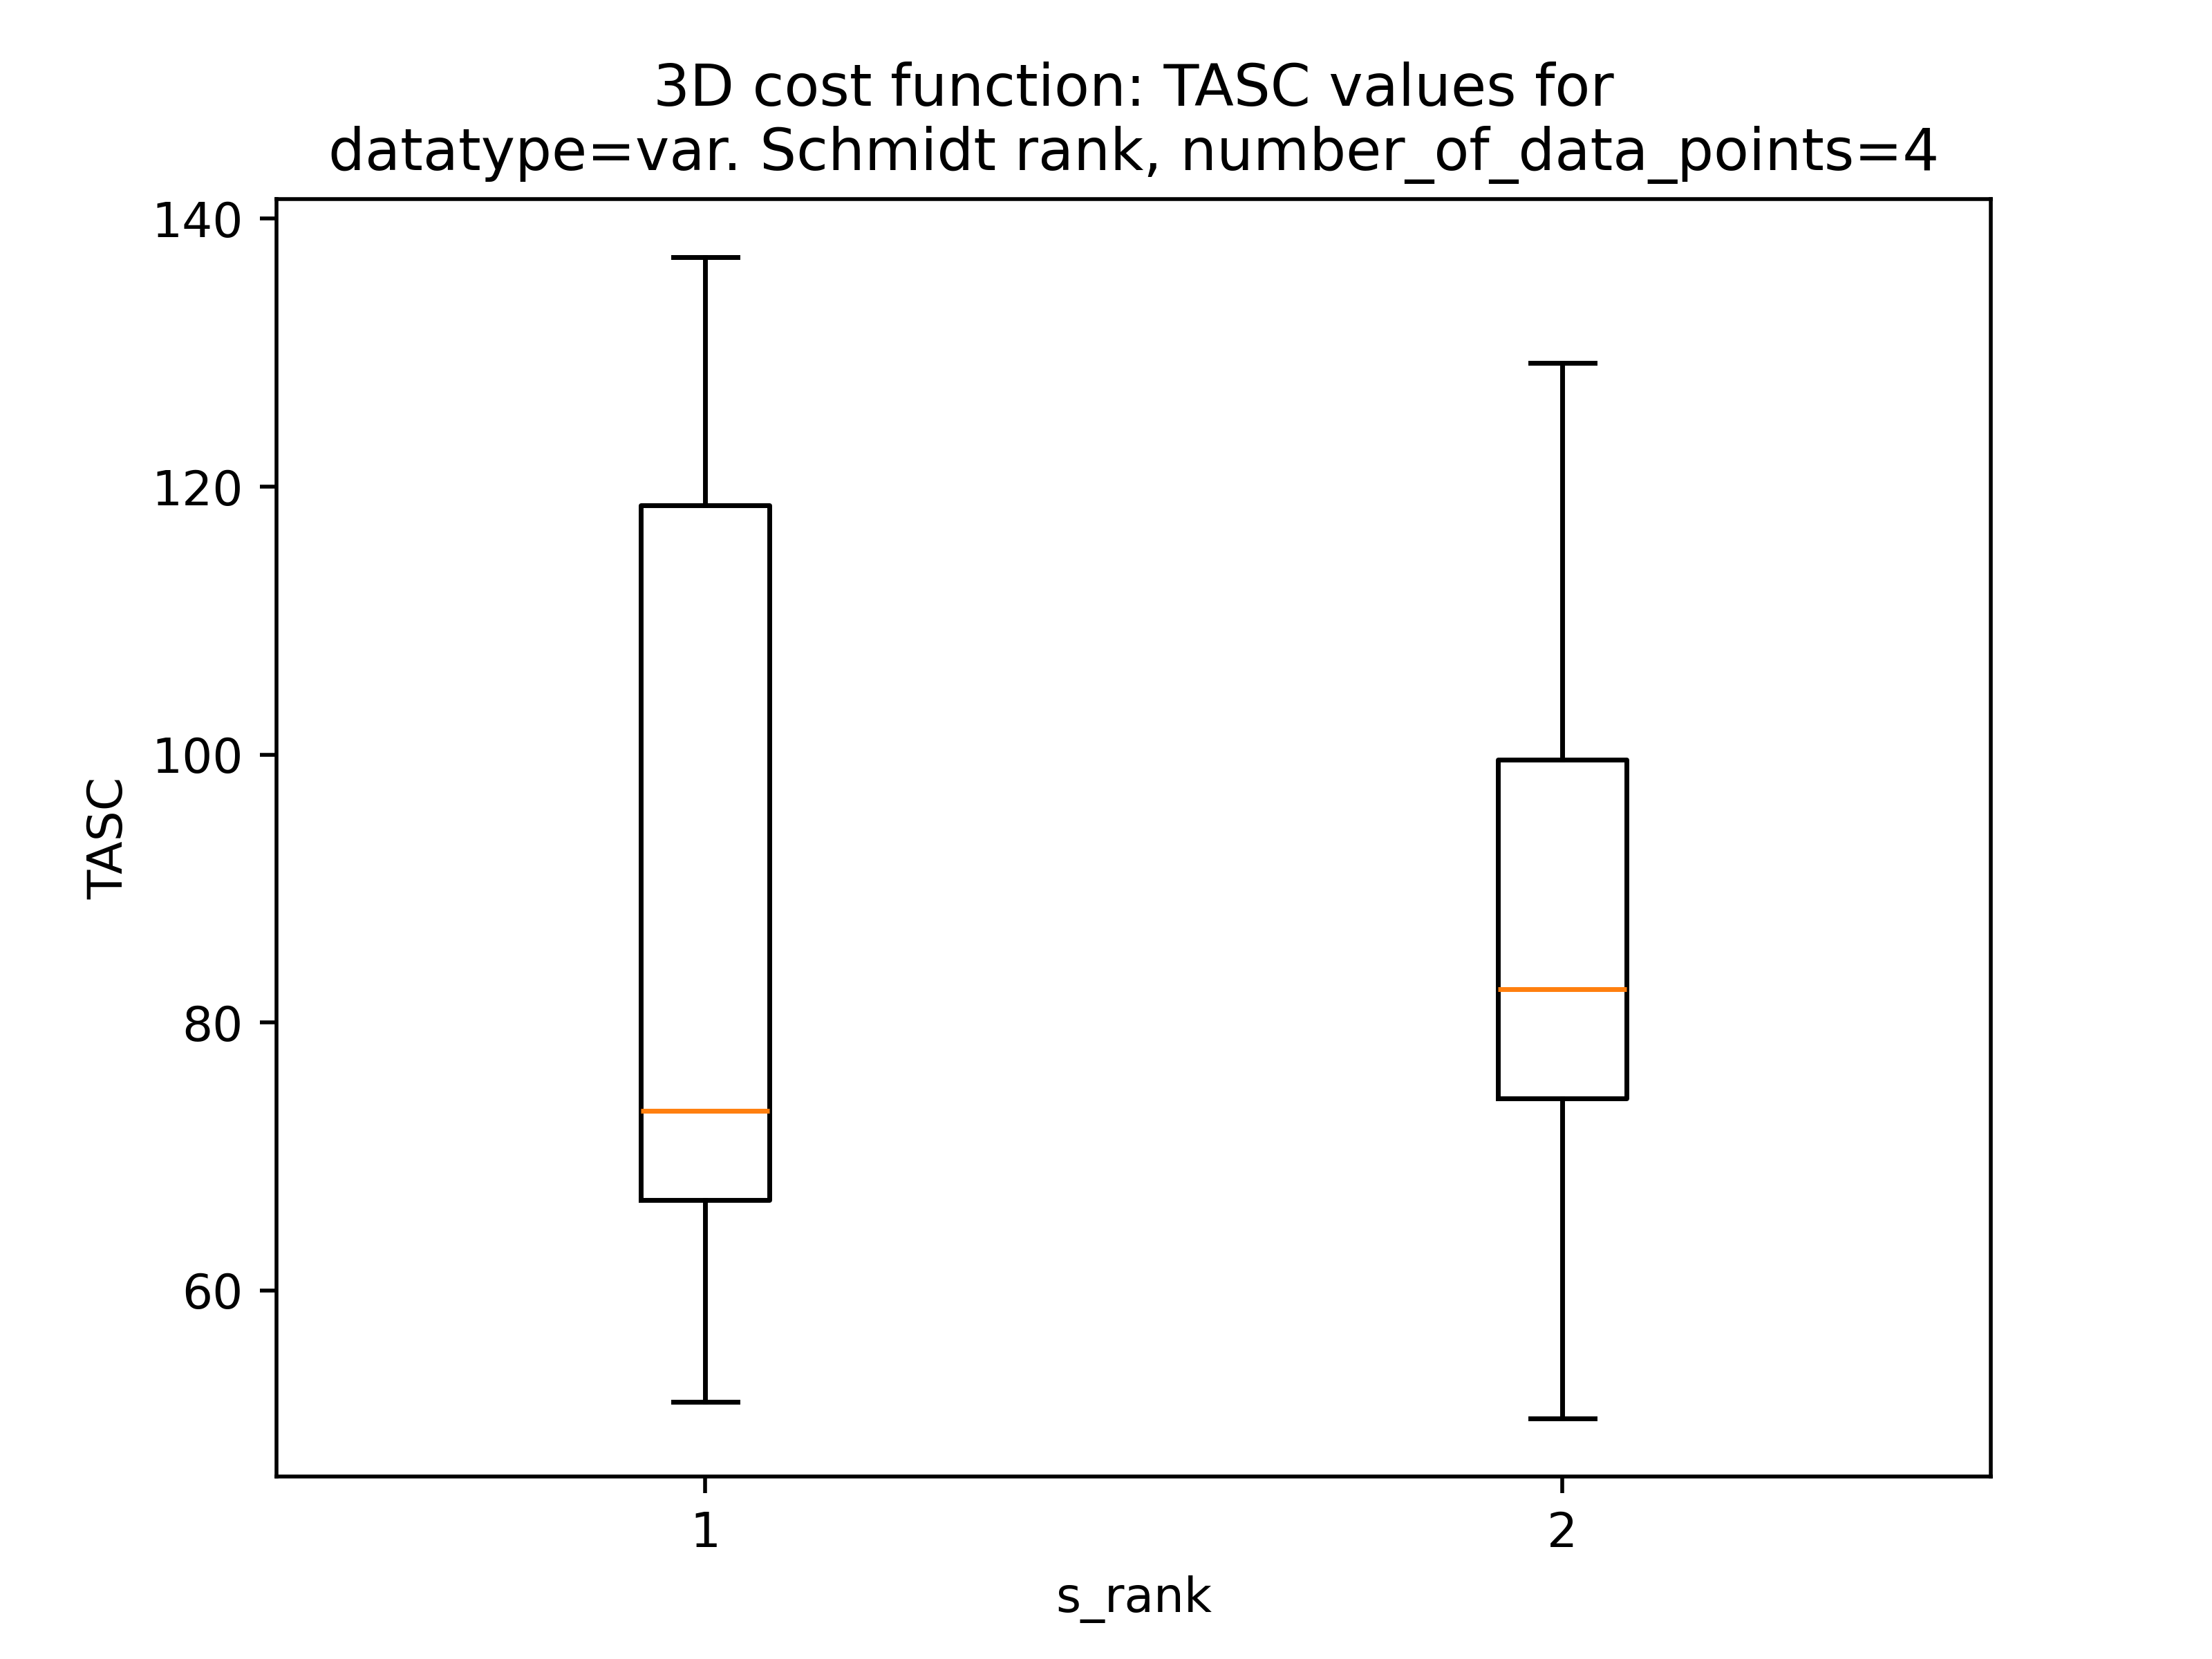 3D cost function: TASC values for
datatype=var. Schmidt rank, number_of_data_points=4
140
120
100
80
60
TASC
1
2
s_rank